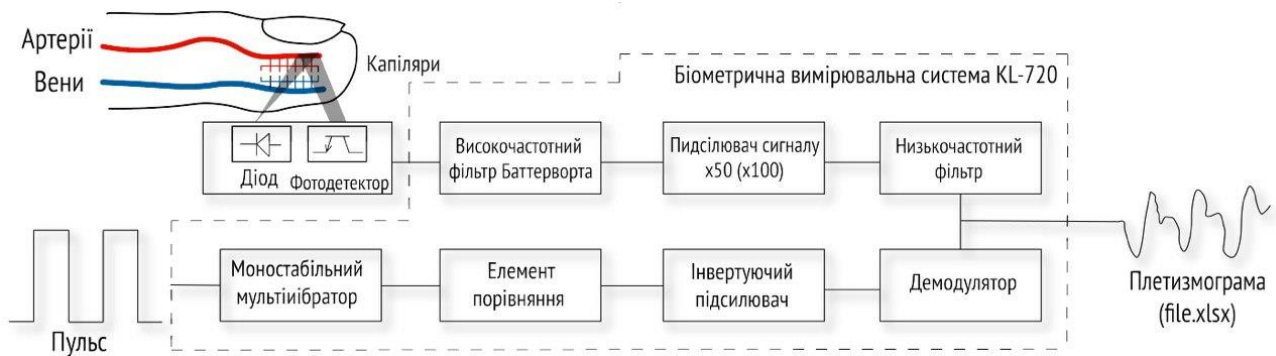 Артерії
Вени
Капіляри
Біометрична вимірювальна система KL-720
Діод
Фотодетектор
Високочастотний
фільтр Баттерворта
Пидсілювач сигналу
x50 (x100)
Низькочастотний
фільтр
Моностабільний
мультиібратор
Елемент
порівняння
Інвертуючий
підсилювач
Демодулятор
Плетизмограма
(file.xlsx)
Пульс